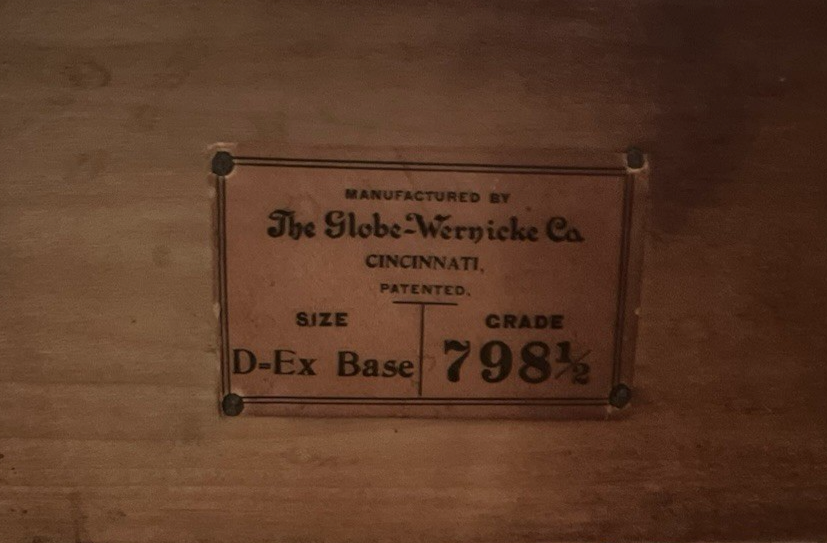 MANUFACTURED BY
The Globe-Wernicke Co.
CINCINNATI,
PATENTED.
SIZE GRADE
D-Ex Base 798½